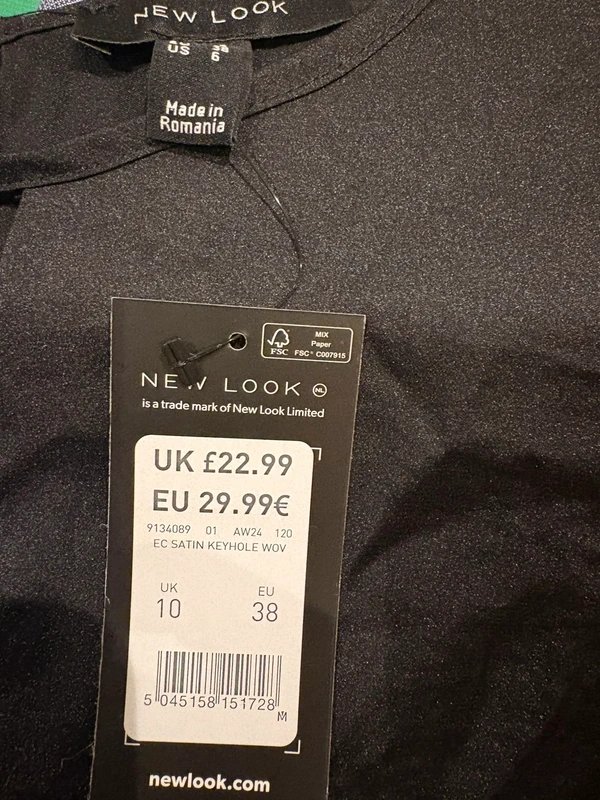 NEW LOOK
US 6
Made in
Romania
MIX
Paper
FSC® C007915
FSC
NEW LOOK NL
is a trade mark of New Look Limited
UK £22.99
EU 29.99€
9134089 01 AW24 120
EC SATIN KEYHOLE WOV
UK EU
10 38
5 045158 151728
M
newlook.com